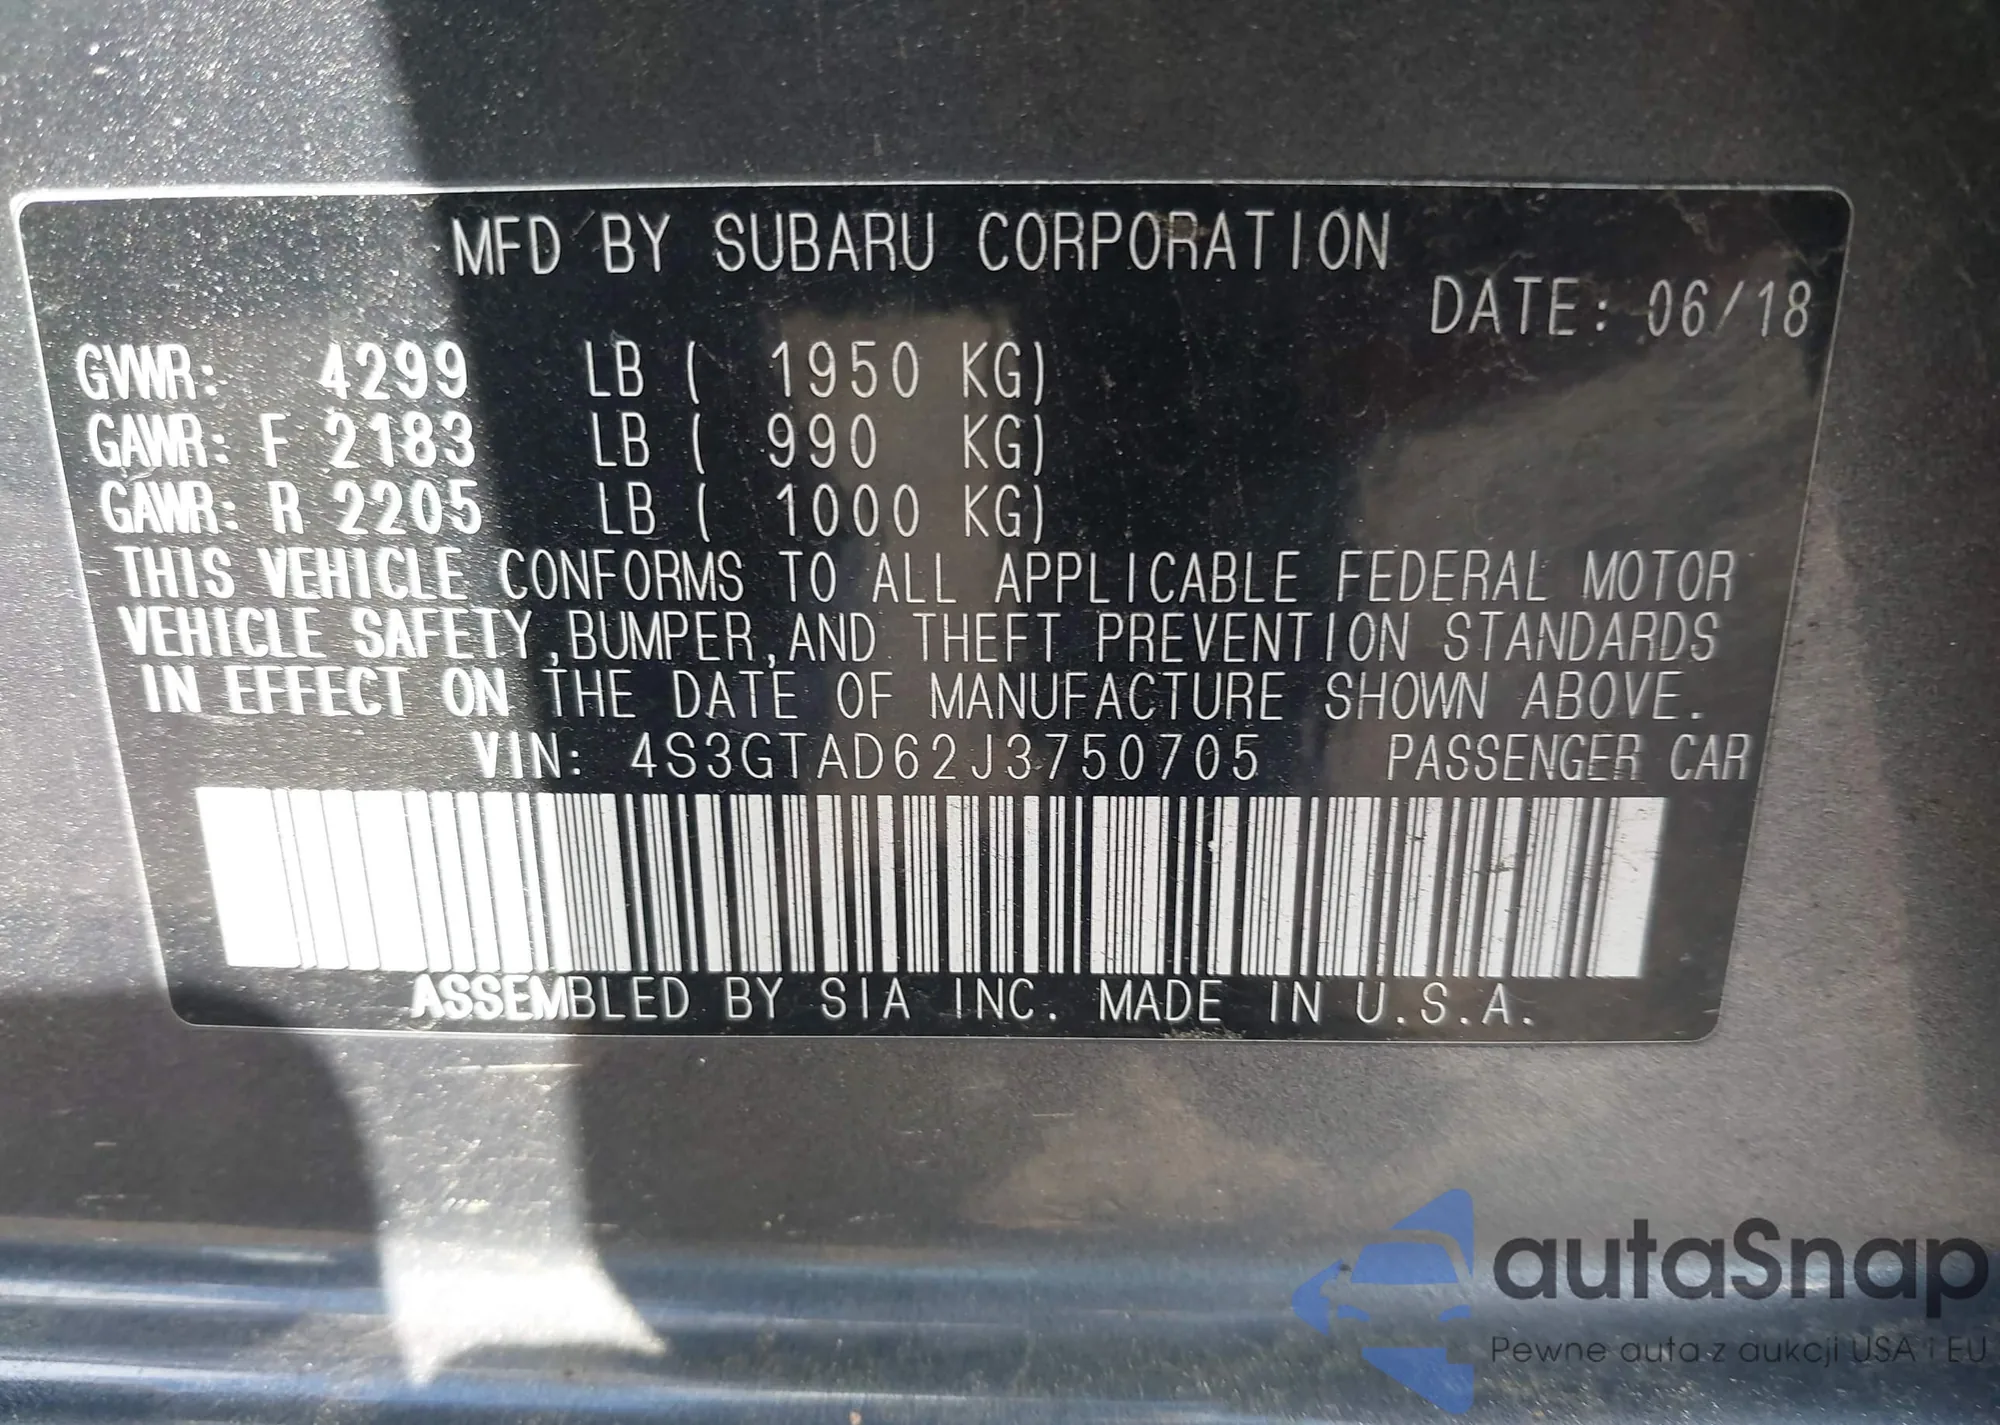 MFD BY SUBARU CORPORATION
DATE: 06/18
GVWR: 4299 LB ( 1950 KG)
GAWR: F 2183 LB ( 990 KG)
GAWR: R 2205 LB ( 1000 KG)
THIS VEHICLE CONFORMS TO ALL APPLICABLE FEDERAL MOTOR
VEHICLE SAFETY,BUMPER,AND THEFT PREVENTION STANDARDS
IN EFFECT ON THE DATE OF MANUFACTURE SHOWN ABOVE.
VIN: 4S3GTAD62J3750705 PASSENGER CAR
ASSEMBLED BY SIA INC. MADE IN U.S.A.
autaSnap
Pewne auta z aukcji USA i EU